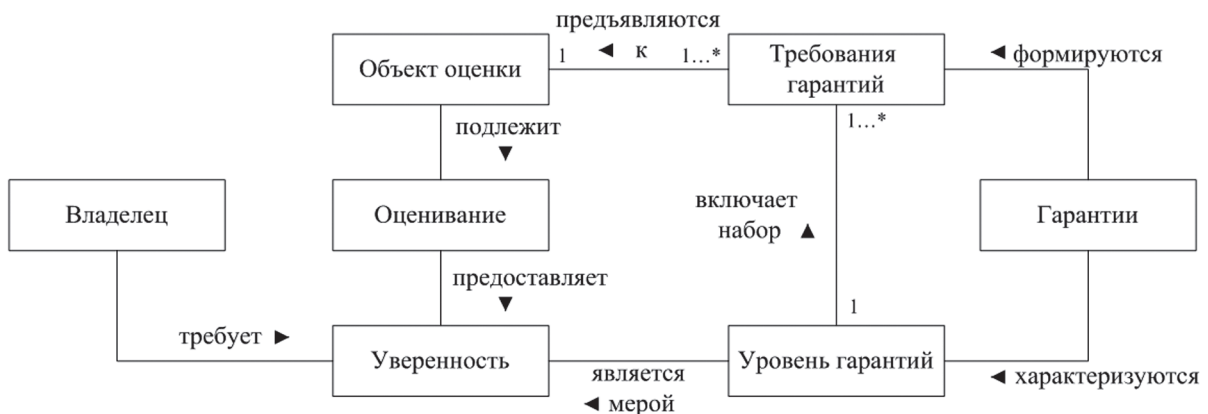 предъявляются
◄ к
1
1...*
Объект оценки
Требования
гарантий
◄ формируются
подлежит
▼
1...*
Владелец
Оценивание
включает
набор ▲
Гарантии
предоставляет
▼
1
требует ►
Уверенность
Уровень гарантий
является
◄ мерой
◄ характеризуются